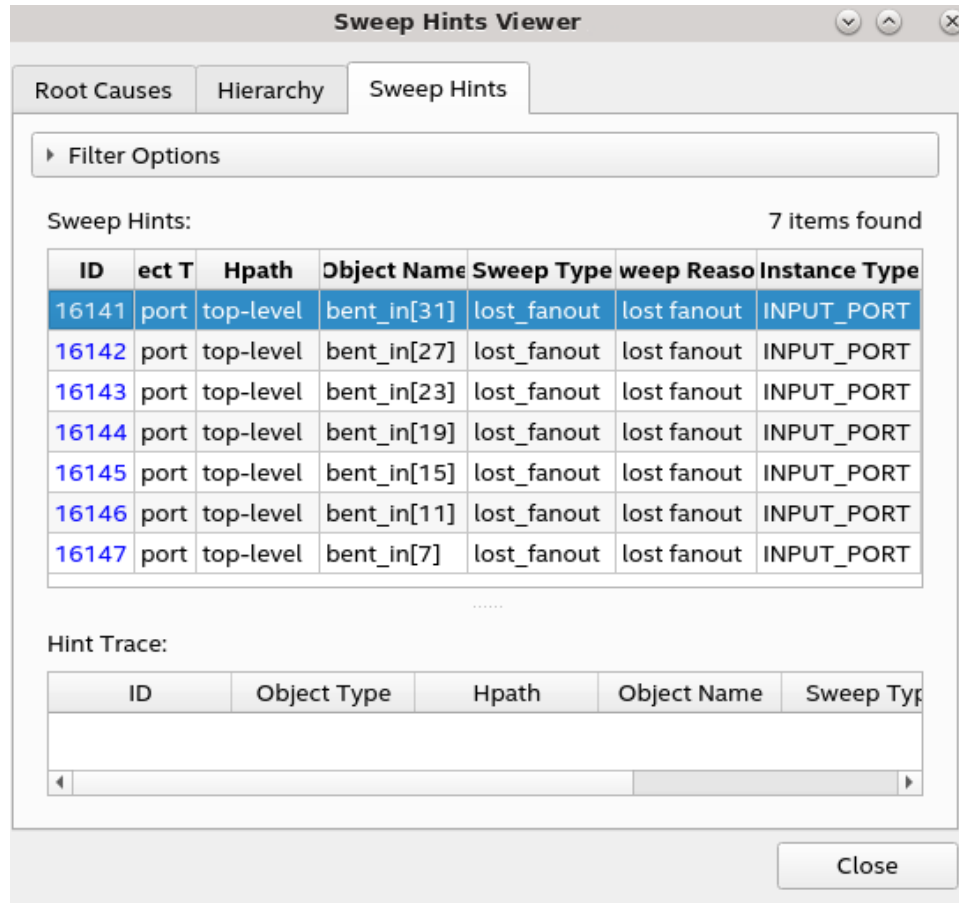 Sweep Hints Viewer
Root Causes Hierarchy Sweep Hints
Filter Options
Sweep Hints: 7 items found
ID ect T Hpath Object Name Sweep Type weep Reaso Instance Type
16141 port top-level bent_in[31] lost_fanout lost fanout INPUT_PORT
16142 port top-level bent_in[27] lost_fanout lost fanout INPUT_PORT
16143 port top-level bent_in[23] lost_fanout lost fanout INPUT_PORT
16144 port top-level bent_in[19] lost_fanout lost fanout INPUT_PORT
16145 port top-level bent_in[15] lost_fanout lost fanout INPUT_PORT
16146 port top-level bent_in[11] lost_fanout lost fanout INPUT_PORT
16147 port top-level bent_in[7] lost_fanout lost fanout INPUT_PORT
Hint Trace:
ID Object Type Hpath Object Name Sweep Typ
Close